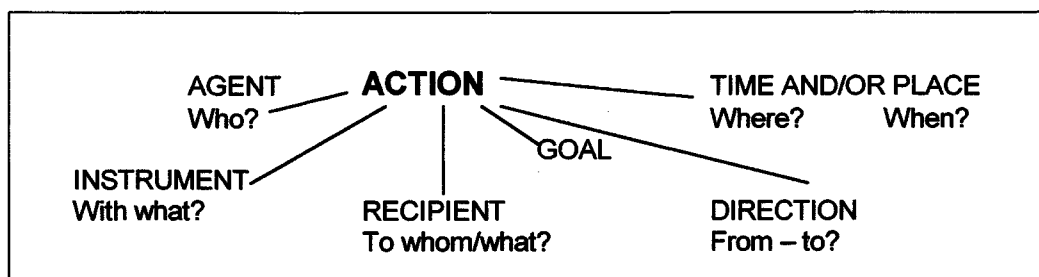 AGENT
Who?
ACTION
TIME AND/OR PLACE
Where? When?
GOAL
INSTRUMENT
With what?
RECIPIENT
To whom/what?
DIRECTION
From – to?